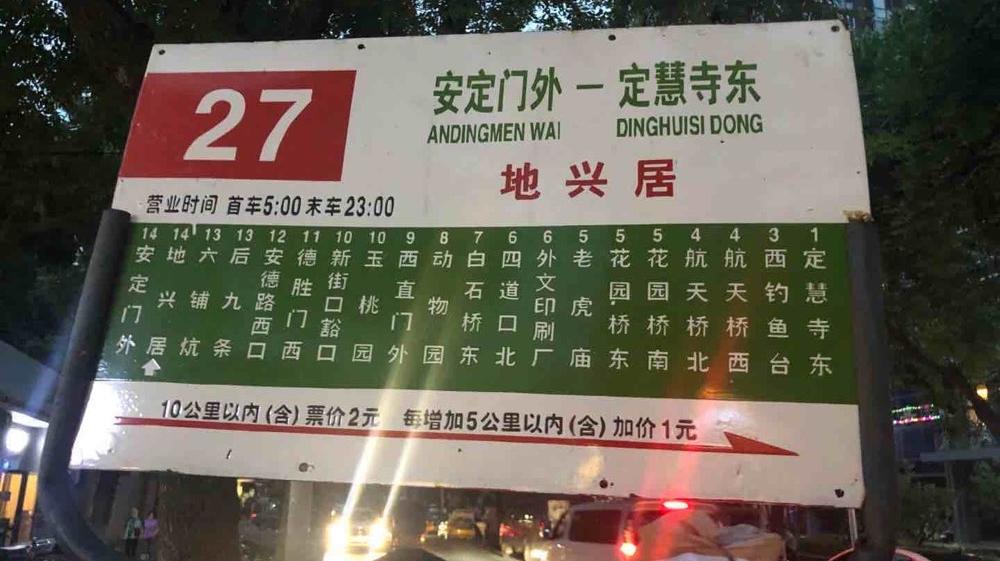 27
安定门外 — 定慧寺东
ANDINGMEN WAI DINGHUISI DONG
地兴居
营业时间 首车5:00 末车23:00
14 安定门外
14 地兴居
13 六铺炕
13 后九条
12 安德路西口
11 德胜门西
10 新街口豁口
10 玉桃园
9 西直门外
8 动物园
7 白石桥东
6 四道口北
6 外文印刷厂
5 老虎庙
5 花园桥东
5 花园桥南
4 航天桥北
4 航天桥西
3 西钓鱼台
1 定慧寺东
10公里以内(含)票价2元 每增加5公里以内(含)加价1元